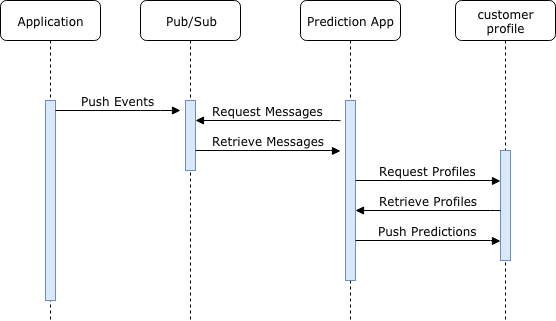 Application
Pub/Sub
Prediction App
customer
profile
Push Events
Request Messages
Retrieve Messages
Request Profiles
Retrieve Profiles
Push Predictions